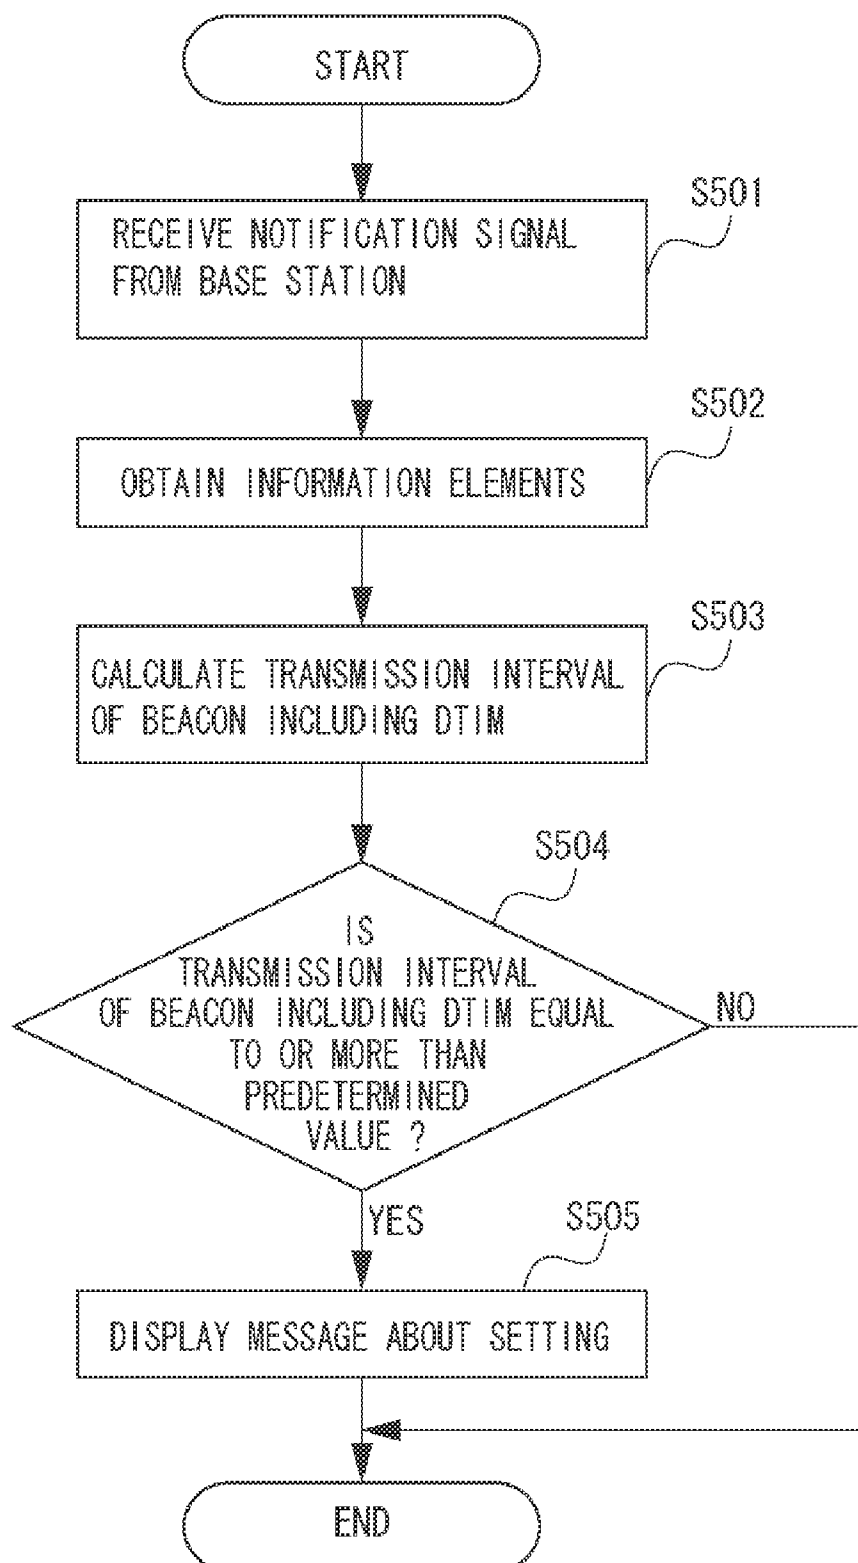 START
S501
RECEIVE NOTIFICATION SIGNAL
FROM BASE STATION
S502
OBTAIN INFORMATION ELEMENTS
S503
CALCULATE TRANSMISSION INTERVAL
OF BEACON INCLUDING DTIM
S504
IS
TRANSMISSION INTERVAL
OF BEACON INCLUDING DTIM EQUAL
TO OR MORE THAN
PREDETERMINED
VALUE ?
NO
YES
S505
DISPLAY MESSAGE ABOUT SETTING
END